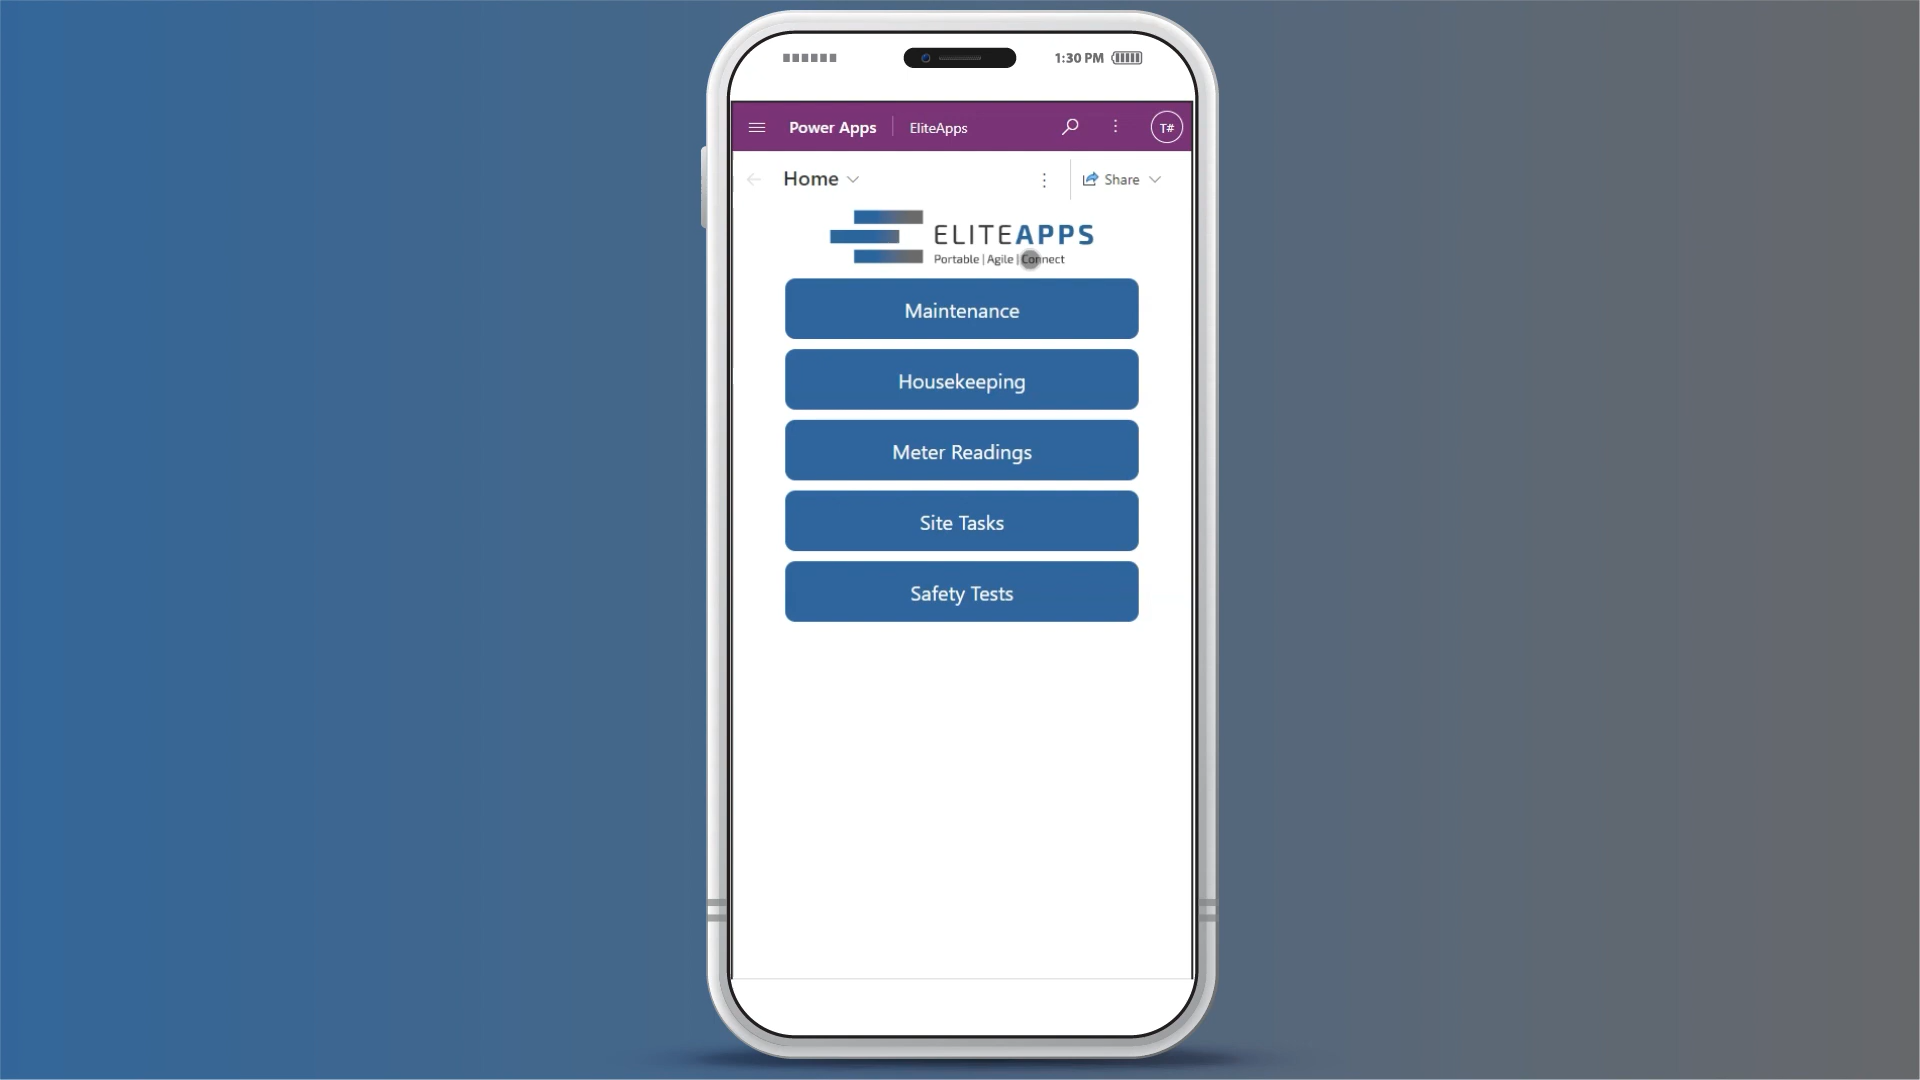 1:30 PM
Power Apps EliteApps T#
Home Share
ELITEAPPS
Portable | Agile | Connect
Maintenance
Housekeeping
Meter Readings
Site Tasks
Safety Tests